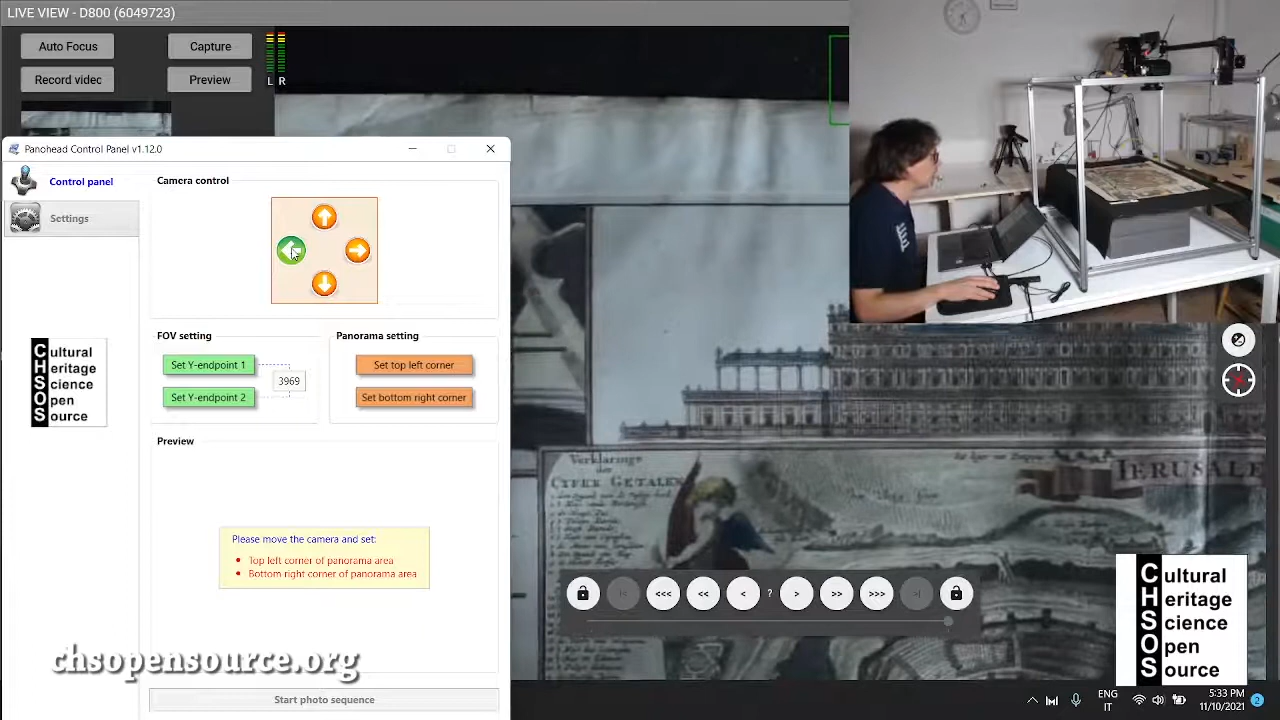 LIVE VIEW - D800 (6049723)
Auto Focus
Capture
Record video
Preview
L R
Panohead Control Panel v1.12.0
Control panel
Settings
Camera control
FOV setting
Panorama setting
Set Y-endpoint 1
Set Y-endpoint 2
3969
Set top left corner
Set bottom right corner
Cultural
Heritage
Science
Open
Source
Preview
Please move the camera and set:
Top left corner of panorama area
Bottom right corner of panorama area
Start photo sequence
chsopensource.org
Verklaringe
der
CYFER GETALEN
IERUSALE
<<< << < ? > >> >>>
Cultural
Heritage
Science
Open
Source
ENG
IT
5:33 PM
11/10/2021
2